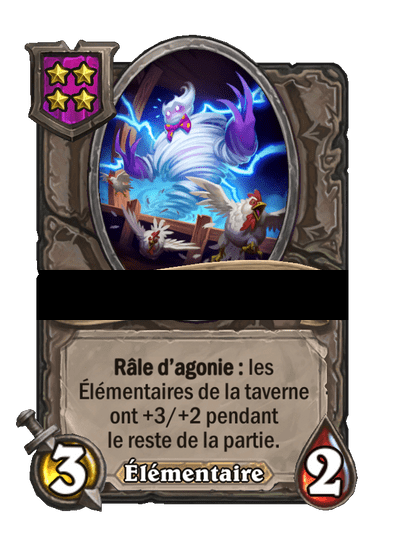 Râle d'agonie : les
Élémentaires de la taverne
ont +3/+2 pendant
le reste de la partie.
3
Élémentaire
2